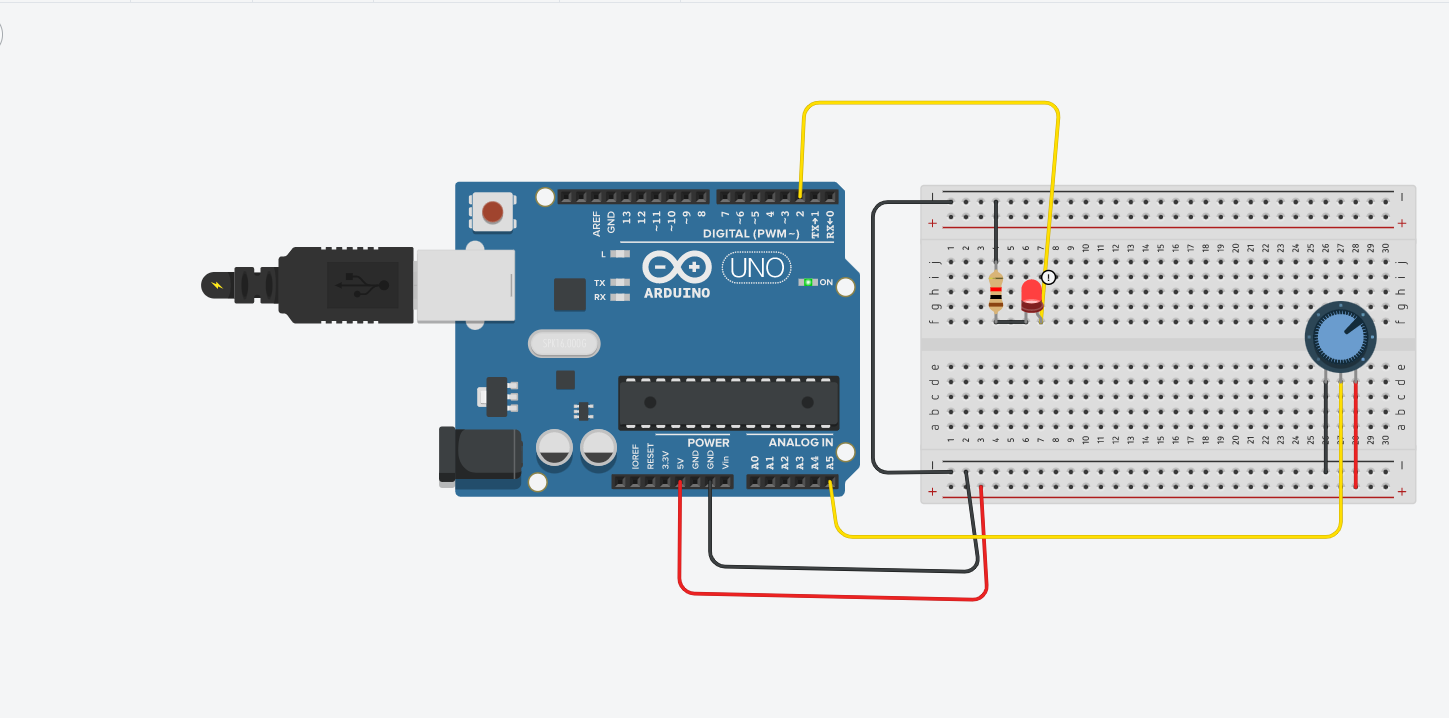 AREF
GND
13
12
~11
~10
~9
8
7
~6
~5
4
~3
2
TX→1
RX←0
DIGITAL (PWM~)
L
TX
RX
ARDUINO
UNO
ON
POWER
ANALOG IN
IOREF
RESET
3.3V
5V
GND
GND
Vin
A0
A1
A2
A3
A4
A5
!
− −
+ +
1 2 3 4 5 6 7 8 9 10 11 12 13 14 15 16 17 18 19 20 21 22 23 24 25 26 27 28 29 30
j j
i i
h h
g g
f f
e e
d d
c c
b b
a a
1 2 3 4 5 6 7 8 9 10 11 12 13 14 15 16 17 18 19 20 21 22 23 24 25 26 27 28 29 30
− −
+ +